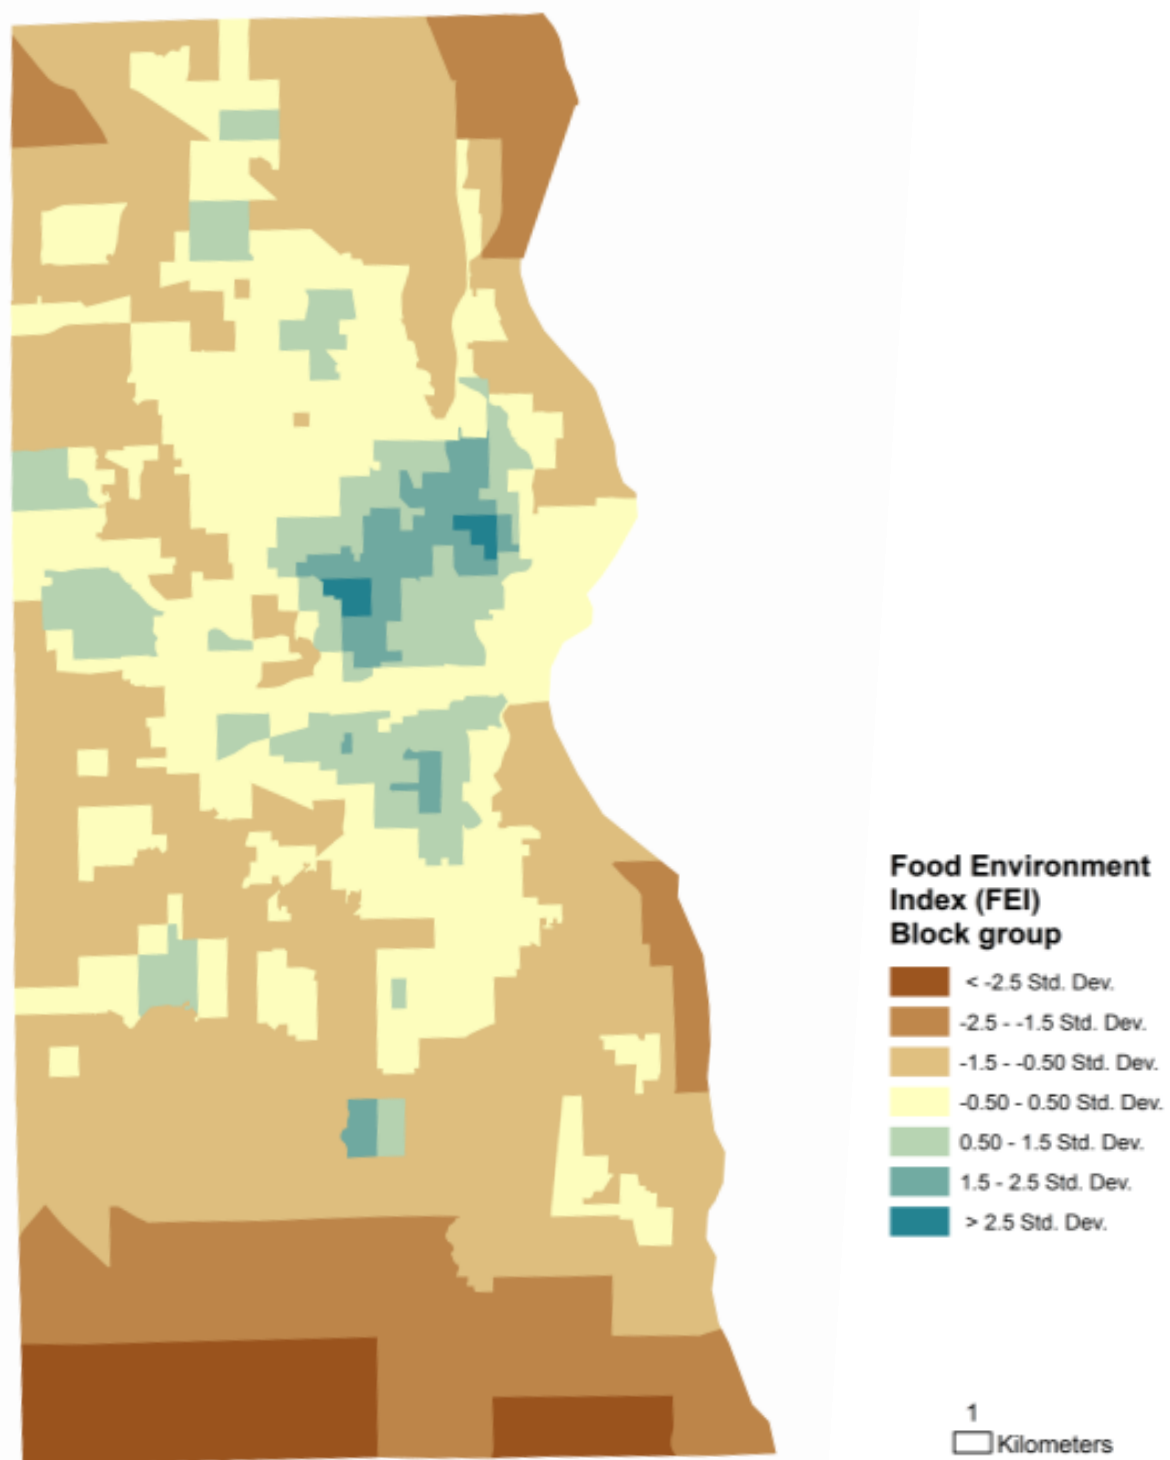 Food Environment
Index (FEI)
Block group
< -2.5 Std. Dev.
-2.5 - -1.5 Std. Dev.
-1.5 - -0.50 Std. Dev.
-0.50 - 0.50 Std. Dev.
0.50 - 1.5 Std. Dev.
1.5 - 2.5 Std. Dev.
> 2.5 Std. Dev.
1
Kilometers